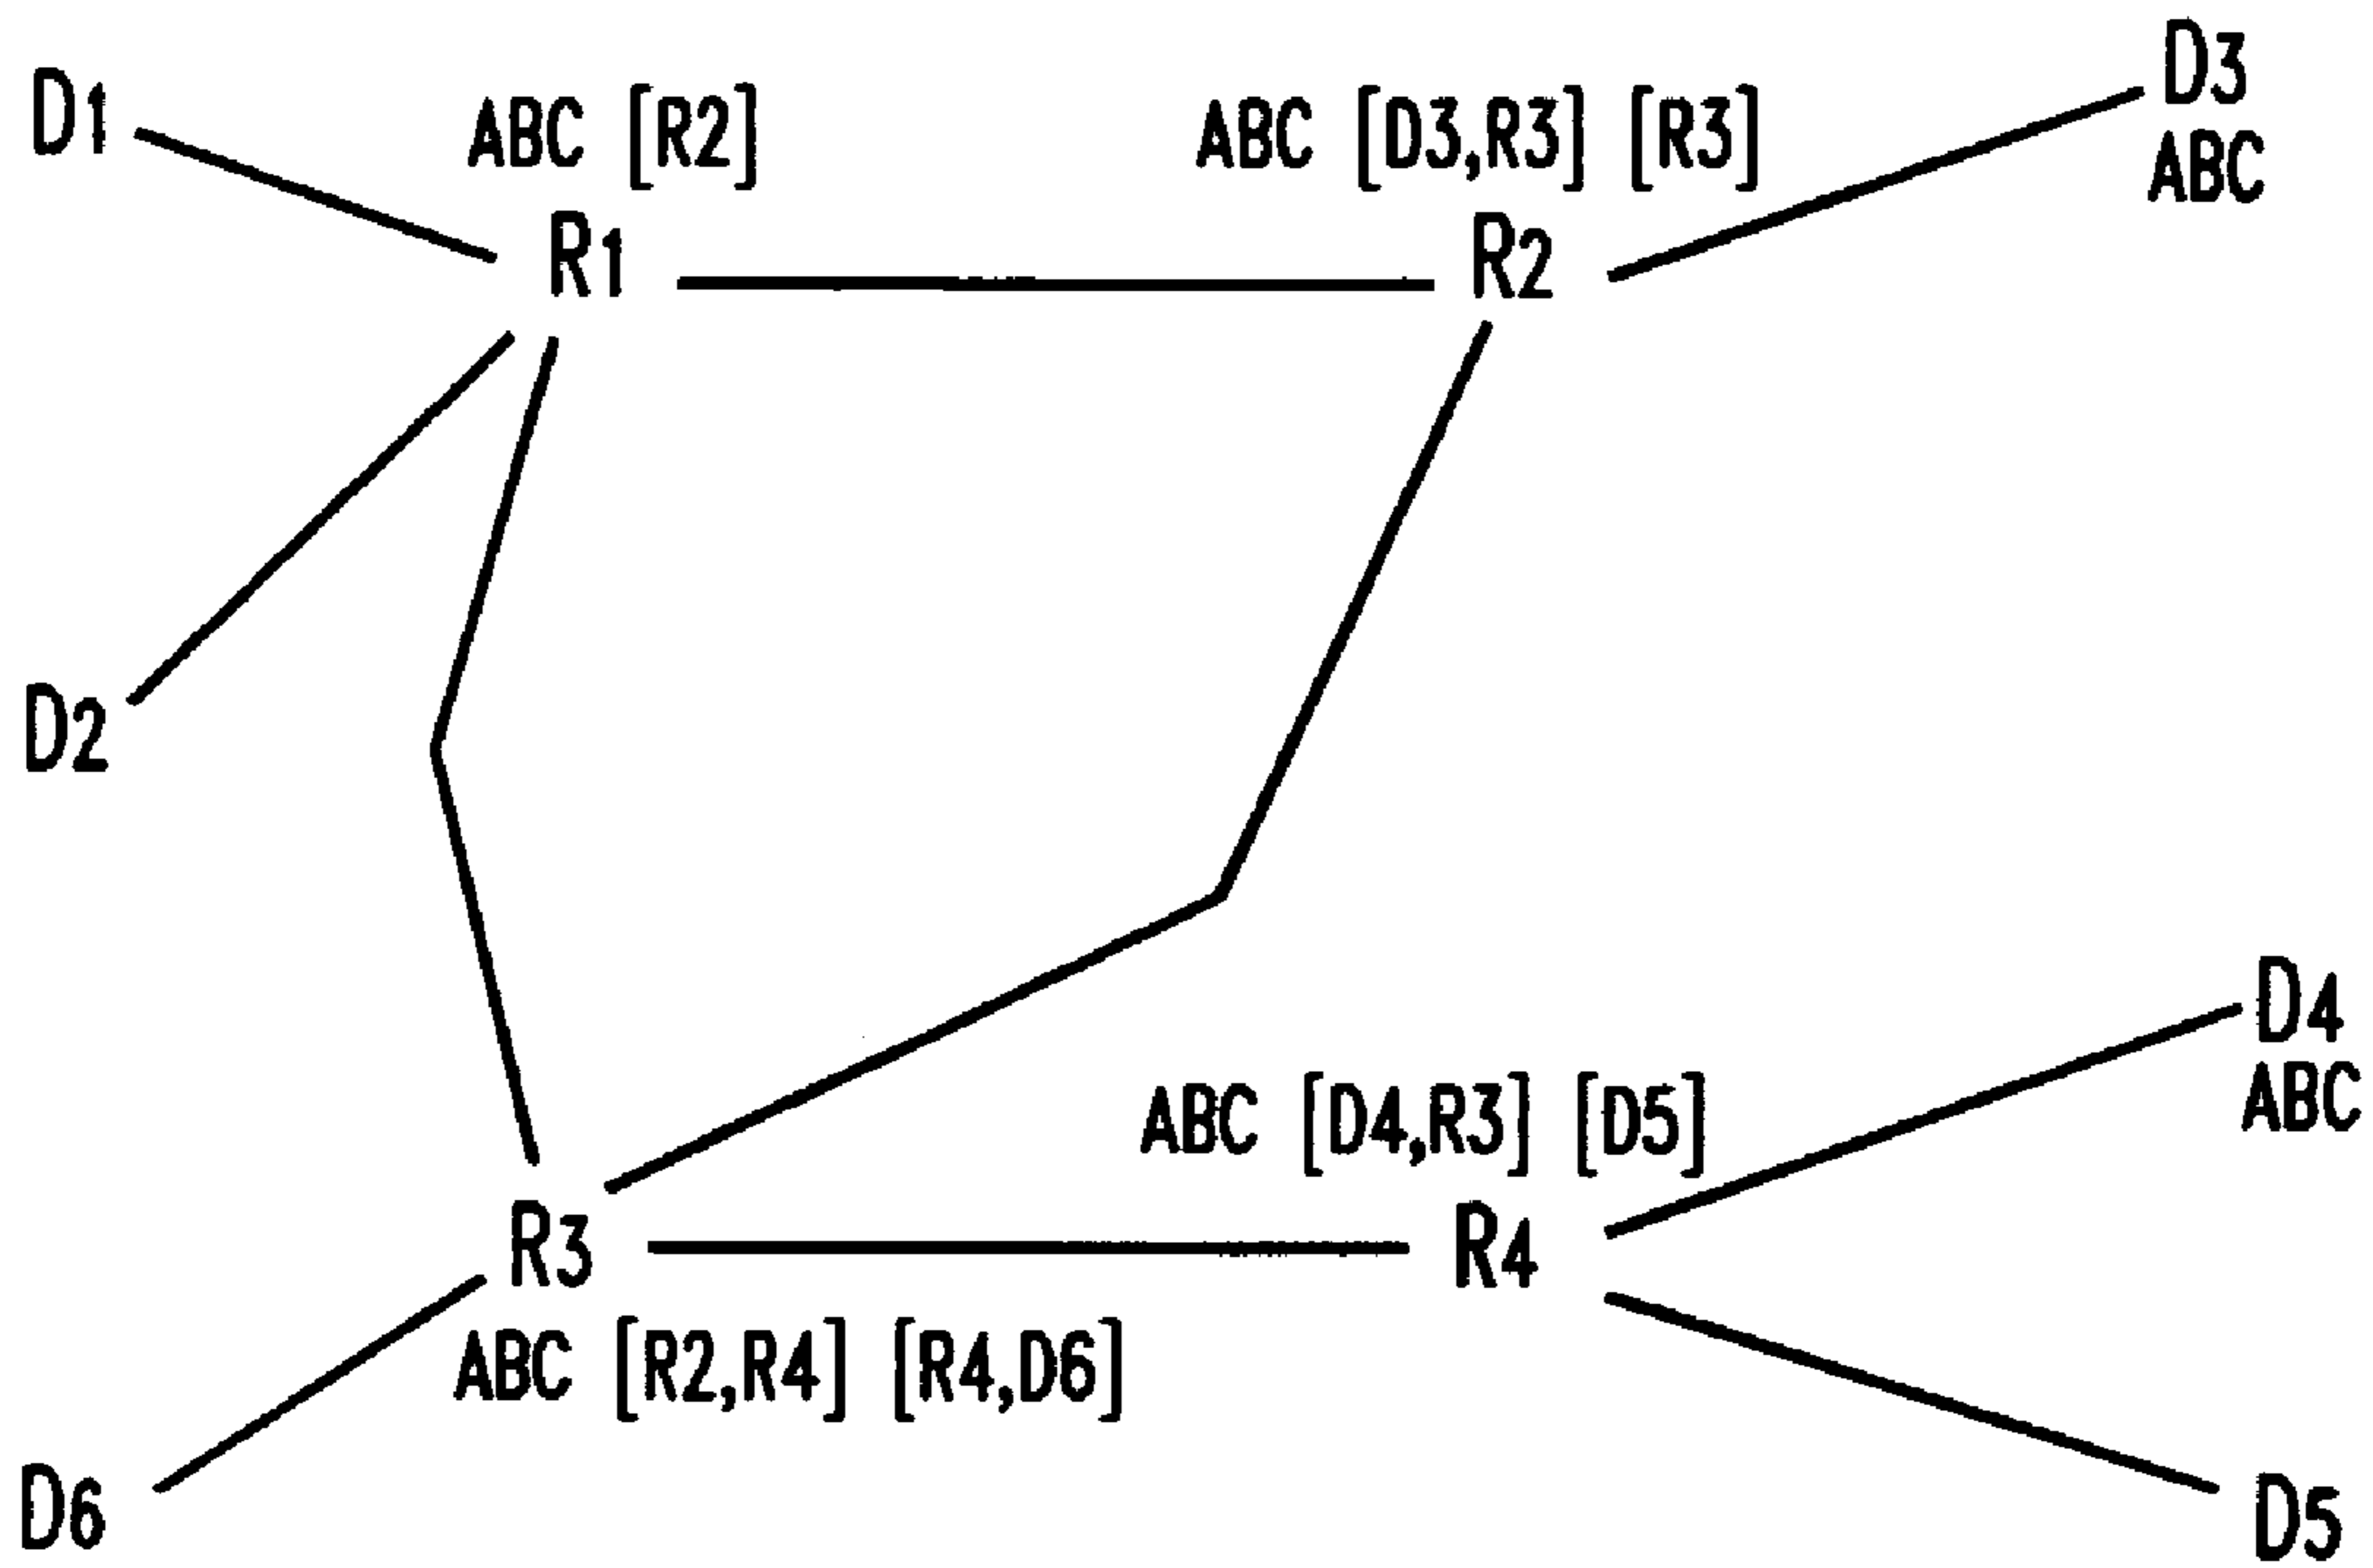 D1
ABC [R2]
ABC [D3,R3] [R3]
D3
ABC
R1
R2
D2
D4
ABC
ABC [D4,R3] [D5]
R3
R4
ABC [R2,R4] [R4,D6]
D6
D5